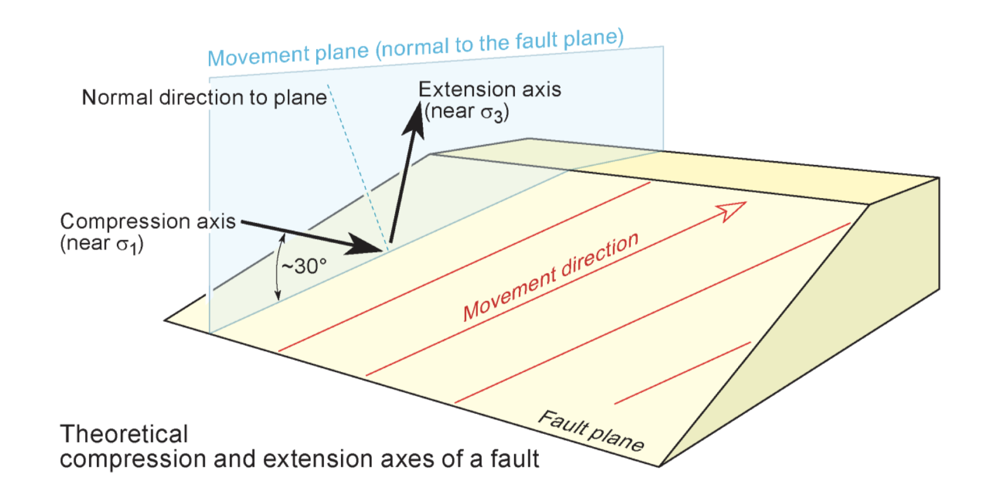 Movement plane (normal to the fault plane)
Normal direction to plane
Extension axis
(near σ3)
Compression axis
(near σ1)
~30°
Movement direction
Fault plane
Theoretical
compression and extension axes of a fault